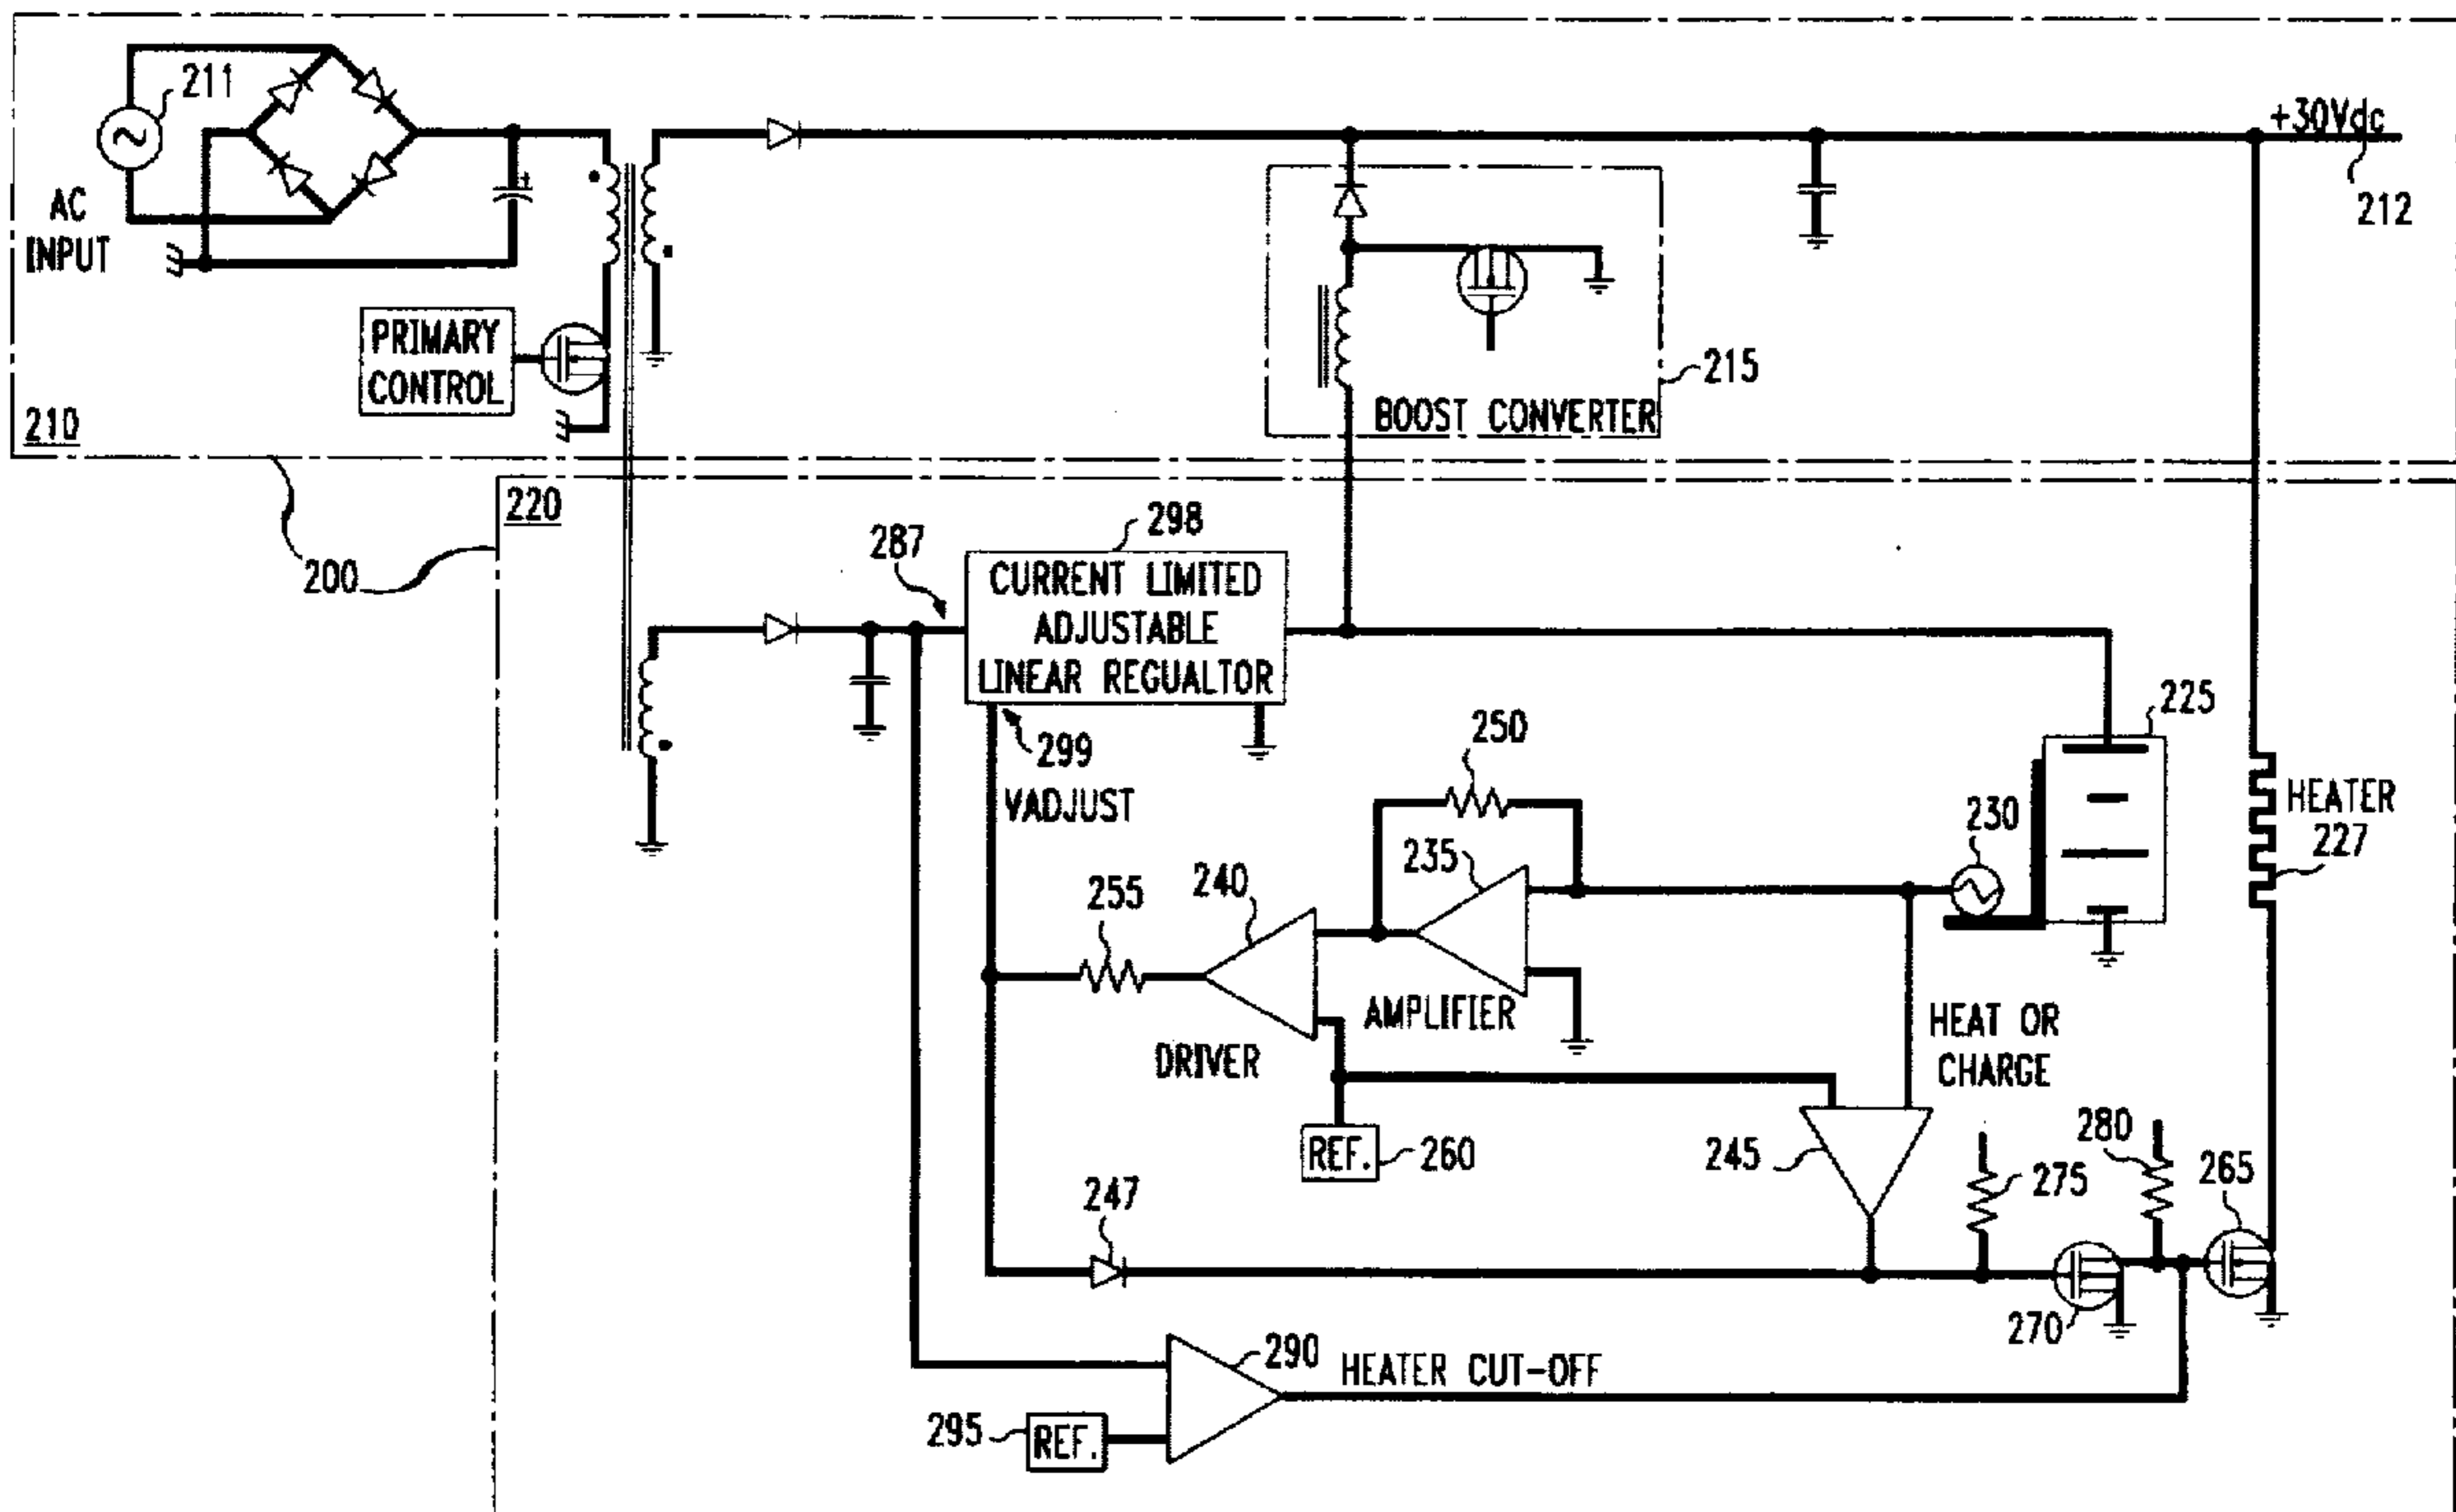 211
+30Vdc
212
AC
INPUT
PRIMARY
CONTROL
215
BOOST CONVERTER
210
200
220
287
298
CURRENT LIMITED
ADJUSTABLE
LINEAR REGUALTOR
299
VADJUST
225
250
HEATER
227
230
235
240
255
AMPLIFIER
DRIVER
HEAT OR
CHARGE
REF.
260
245
280
265
275
247
270
290
HEATER CUT-OFF
295
REF.